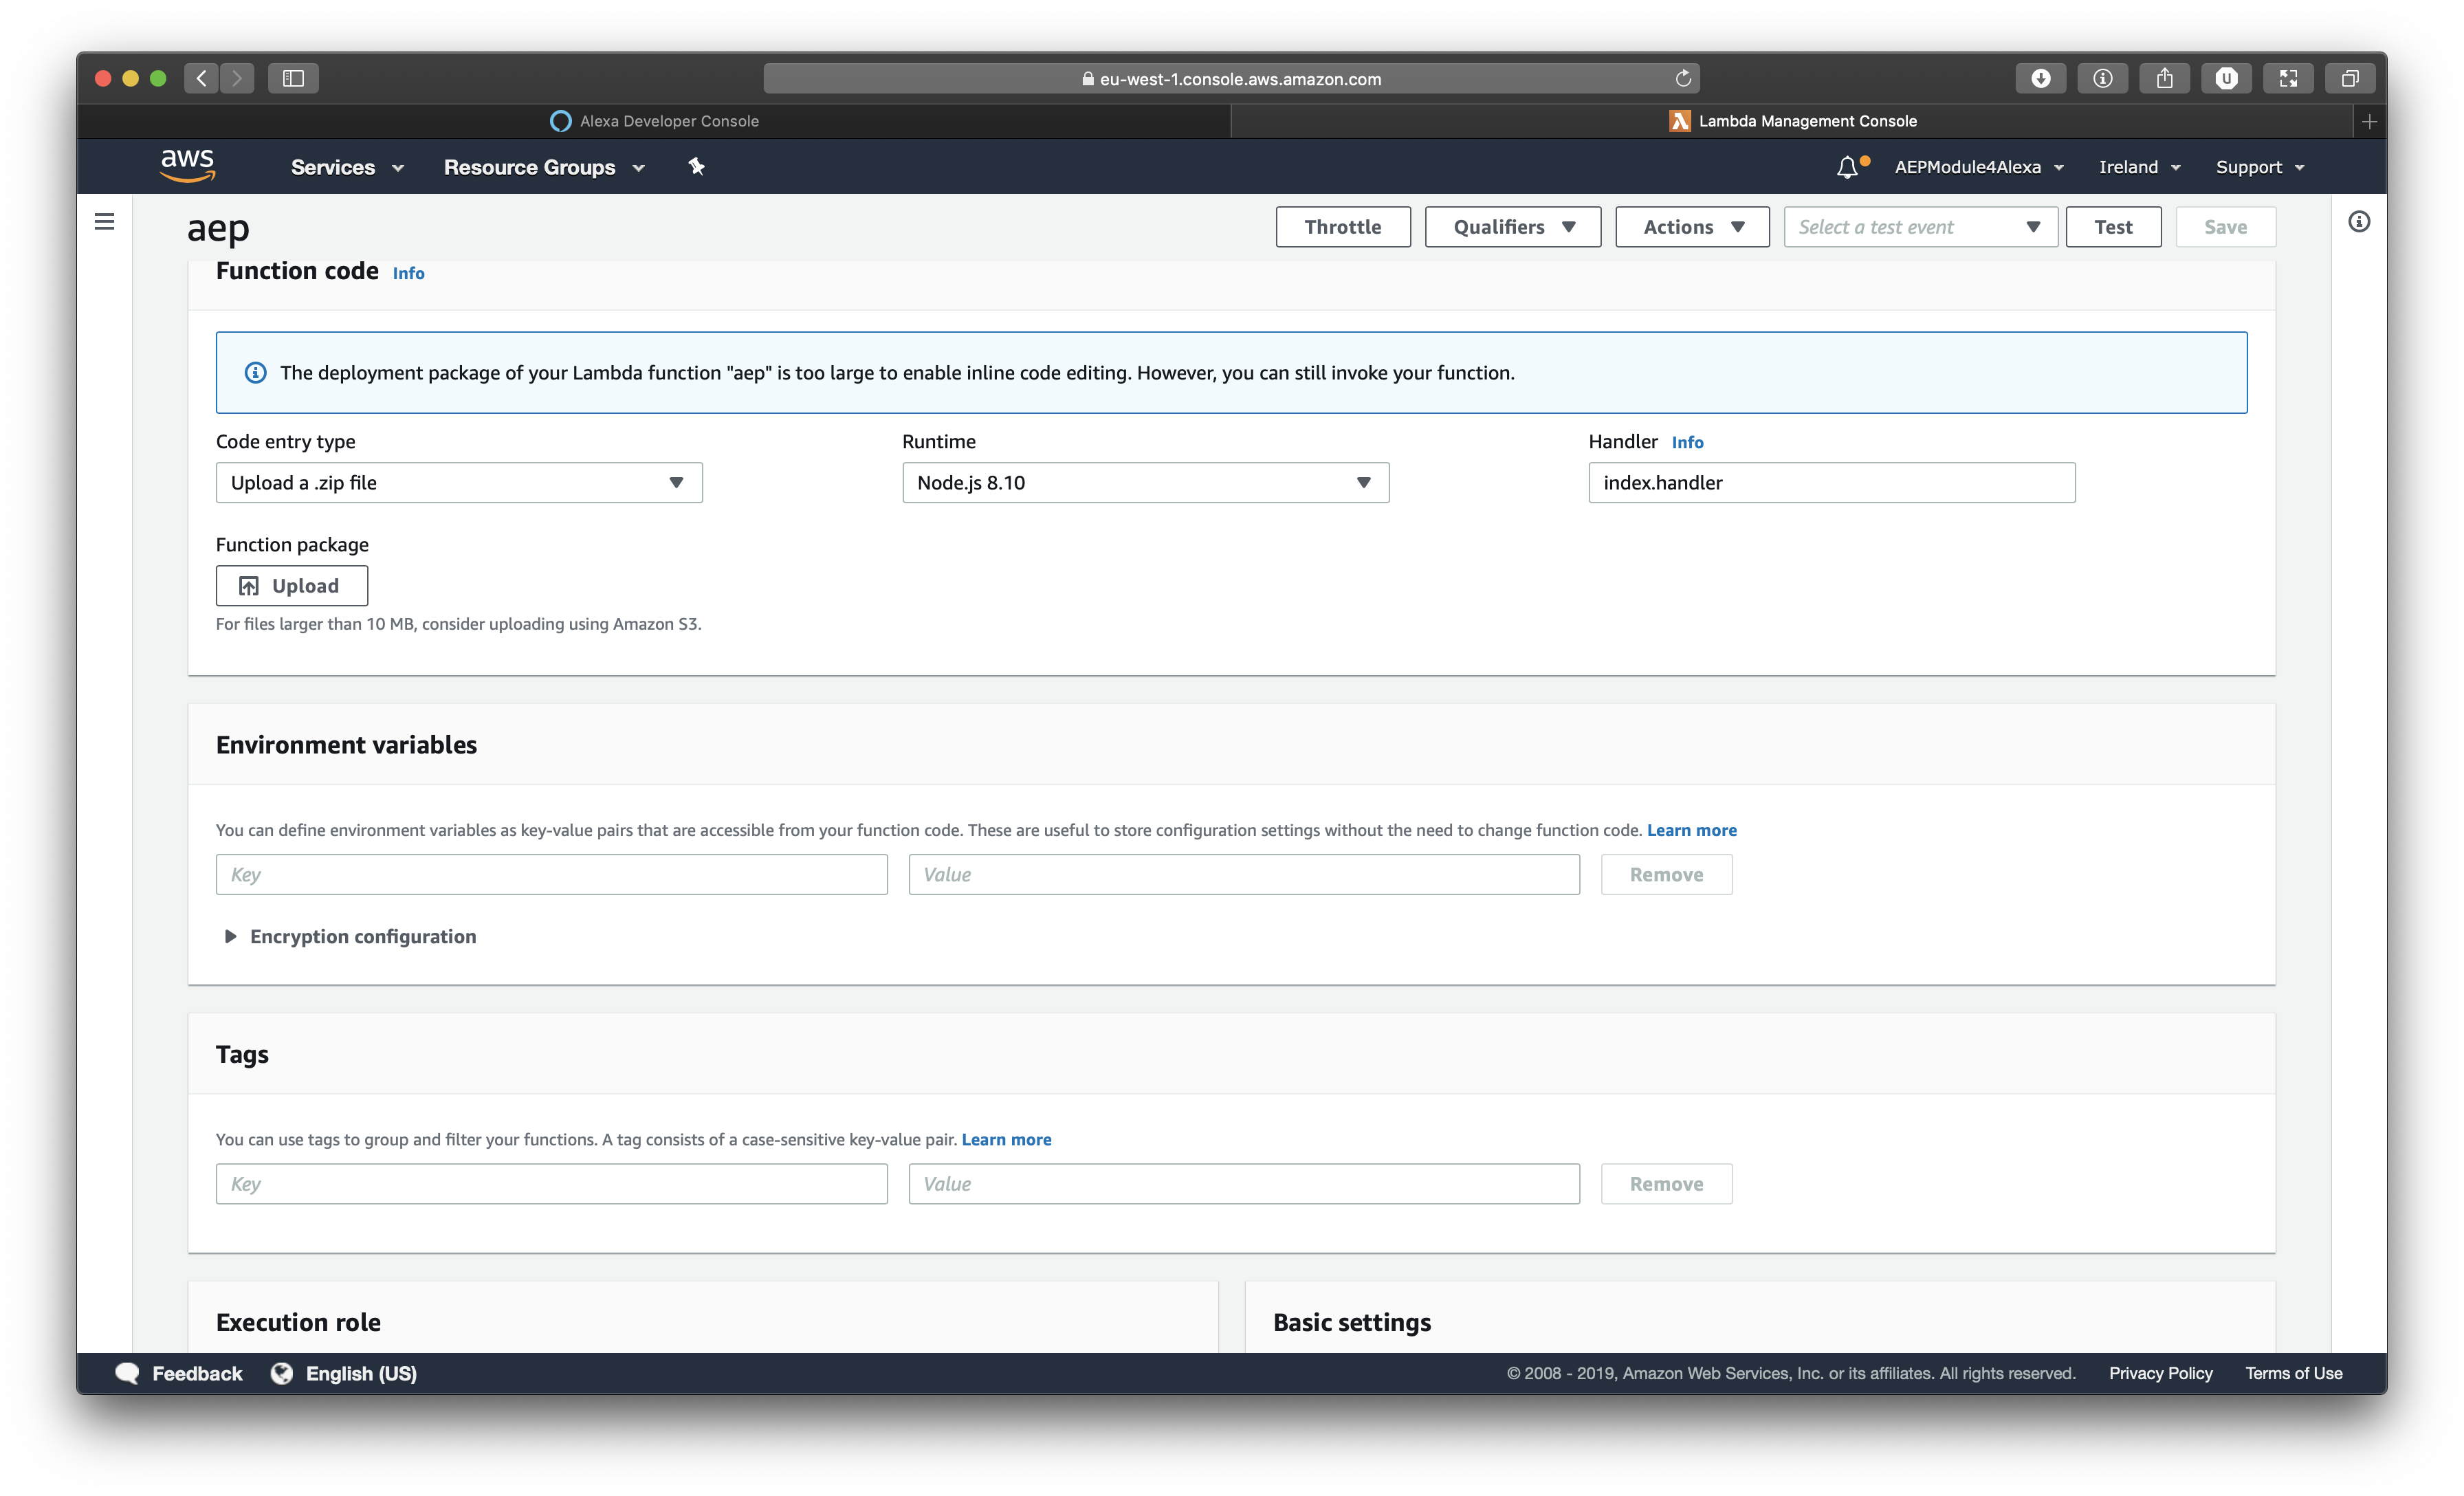 eu-west-1.console.aws.amazon.com
Alexa Developer Console
Lambda Management Console
aws
Services
Resource Groups
AEPModule4Alexa
Ireland
Support
aep
Throttle
Qualifiers
Actions
Select a test event
Test
Save
Function code Info
The deployment package of your Lambda function "aep" is too large to enable inline code editing. However, you can still invoke your function.
Code entry type
Runtime
Handler Info
Upload a .zip file
Node.js 8.10
index.handler
Function package
Upload
For files larger than 10 MB, consider uploading using Amazon S3.
Environment variables
You can define environment variables as key-value pairs that are accessible from your function code. These are useful to store configuration settings without the need to change function code. Learn more
Key
Value
Remove
Encryption configuration
Tags
You can use tags to group and filter your functions. A tag consists of a case-sensitive key-value pair. Learn more
Key
Value
Remove
Execution role
Basic settings
Feedback
English (US)
© 2008 - 2019, Amazon Web Services, Inc. or its affiliates. All rights reserved.
Privacy Policy
Terms of Use